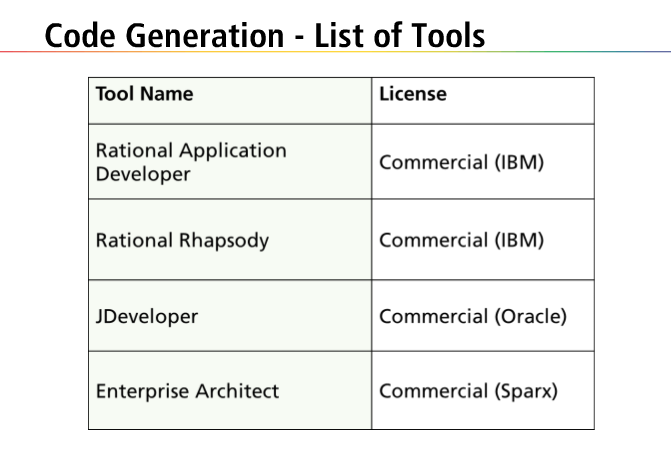 Code Generation - List of Tools
Tool Name
License
Rational Application
Developer
Commercial (IBM)
Rational Rhapsody
Commercial (IBM)
JDeveloper
Commercial (Oracle)
Enterprise Architect
Commercial (Sparx)